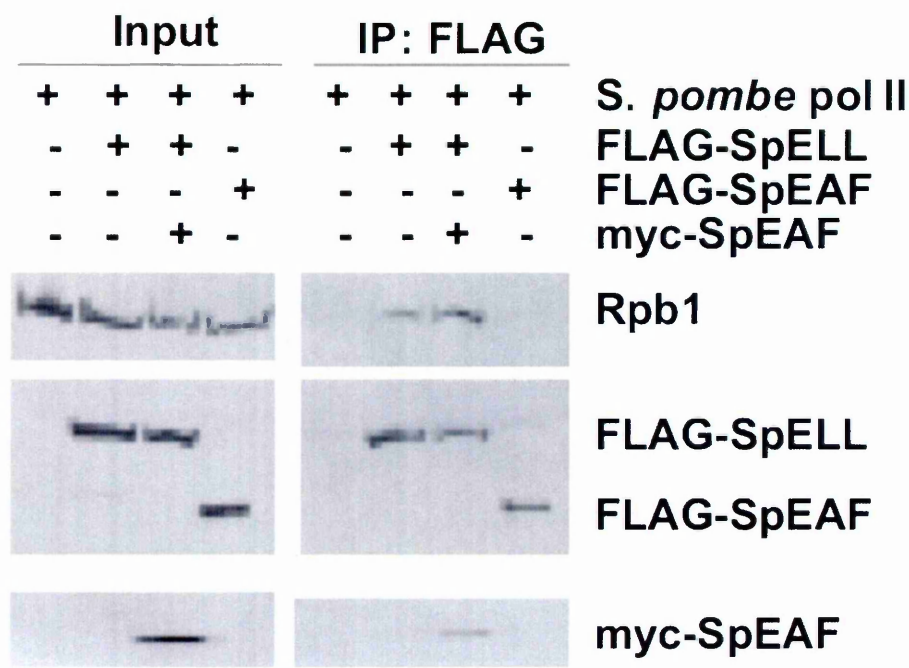 Input IP: FLAG
+ + + + + + + + S. pombe pol II
- + + - - + + - FLAG-SpELL
- - - + - - - + FLAG-SpEAF
- - + - - - + - myc-SpEAF
Rpb1
FLAG-SpELL
FLAG-SpEAF
myc-SpEAF